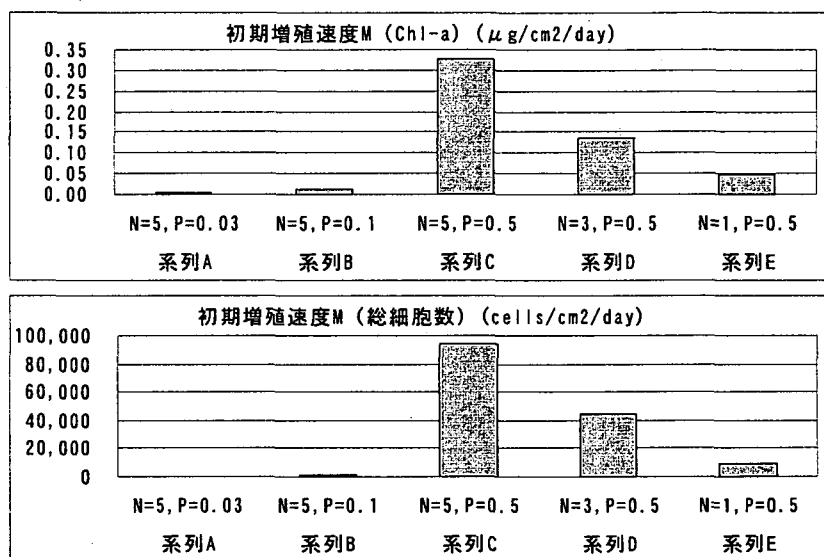 初期増殖速度M (Chl-a) (μg/cm2/day)
0.35
0.30
0.25
0.20
0.15
0.10
0.05
0.00
N=5,P=0.03 N=5,P=0.1 N=5,P=0.5 N=3,P=0.5 N=1,P=0.5
系列A 系列B 系列C 系列D 系列E
初期増殖速度M (総細胞数) (cells/cm2/day)
100,000
80,000
60,000
40,000
20,000
0
N=5,P=0.03 N=5,P=0.1 N=5,P=0.5 N=3,P=0.5 N=1,P=0.5
系列A 系列B 系列C 系列D 系列E